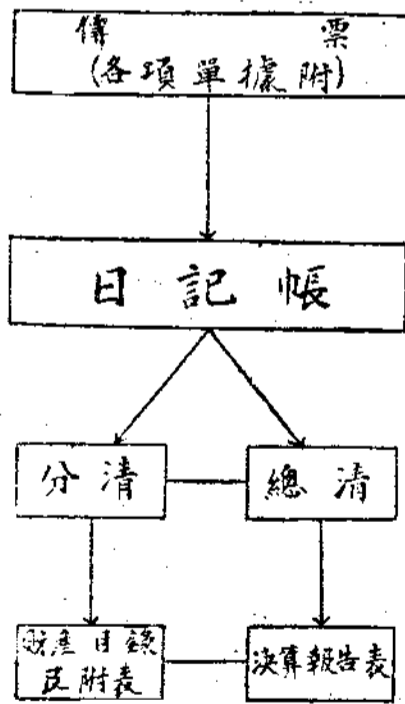 傳票
(各項單據附)
日記帳
分清
總清
財產目錄
及附表
決算報告表